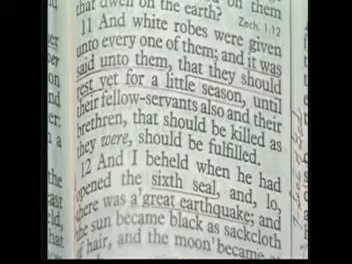 that dwell on the earth? on them
Zech. 1:12
11 And white robes were given
unto every one of them; and it was
said unto them, that they should
rest yet for a little season, until
their fellow-servants also and their
brethren, that should be killed as
they were, should be fulfilled.
12 And I beheld when he had
opened the sixth seal, and, lo,
there was a great earthquake; and
the sun became black as sackcloth
of hair, and the moon became as